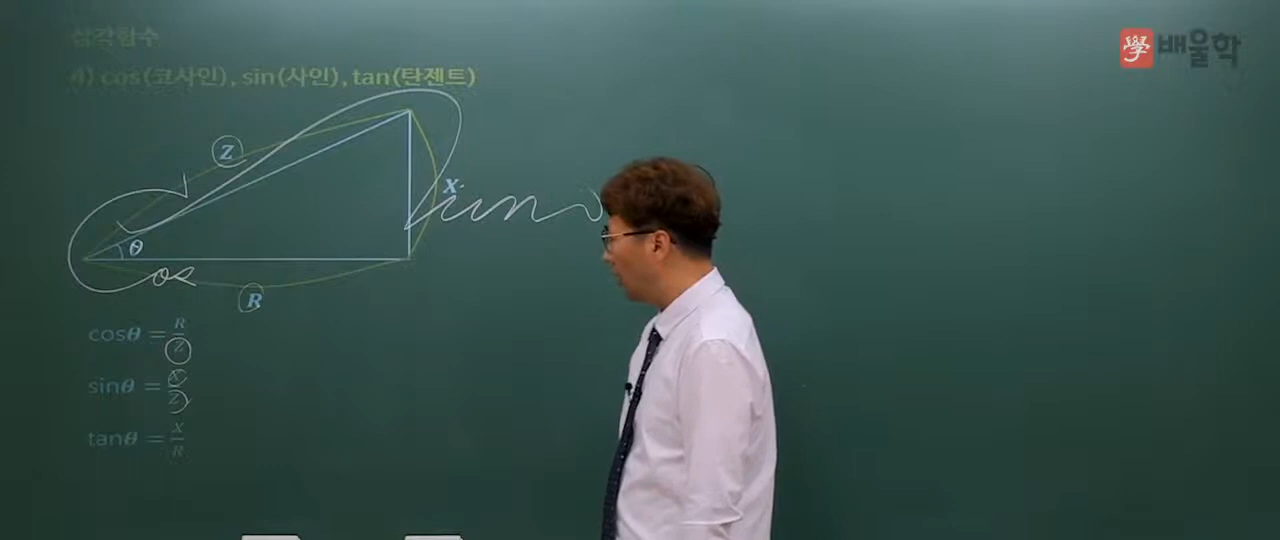 삼각함수
4) cos(코사인), sin(사인), tan(탄젠트)
學 배울학
Z
X
θ
cos
R
cosθ = R/Z
sinθ = X/Z
tanθ = X/R